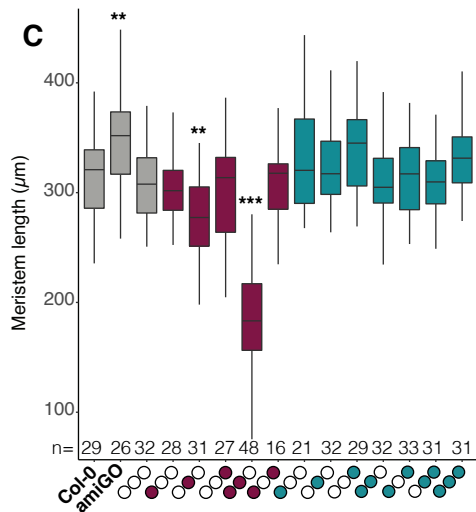 C
**
400
**
300
***
200
100
Meristem length (µm)
n= 29 26 32 28 31 27 48 16 21 32 29 32 33 31 31
Col-0
amiGO